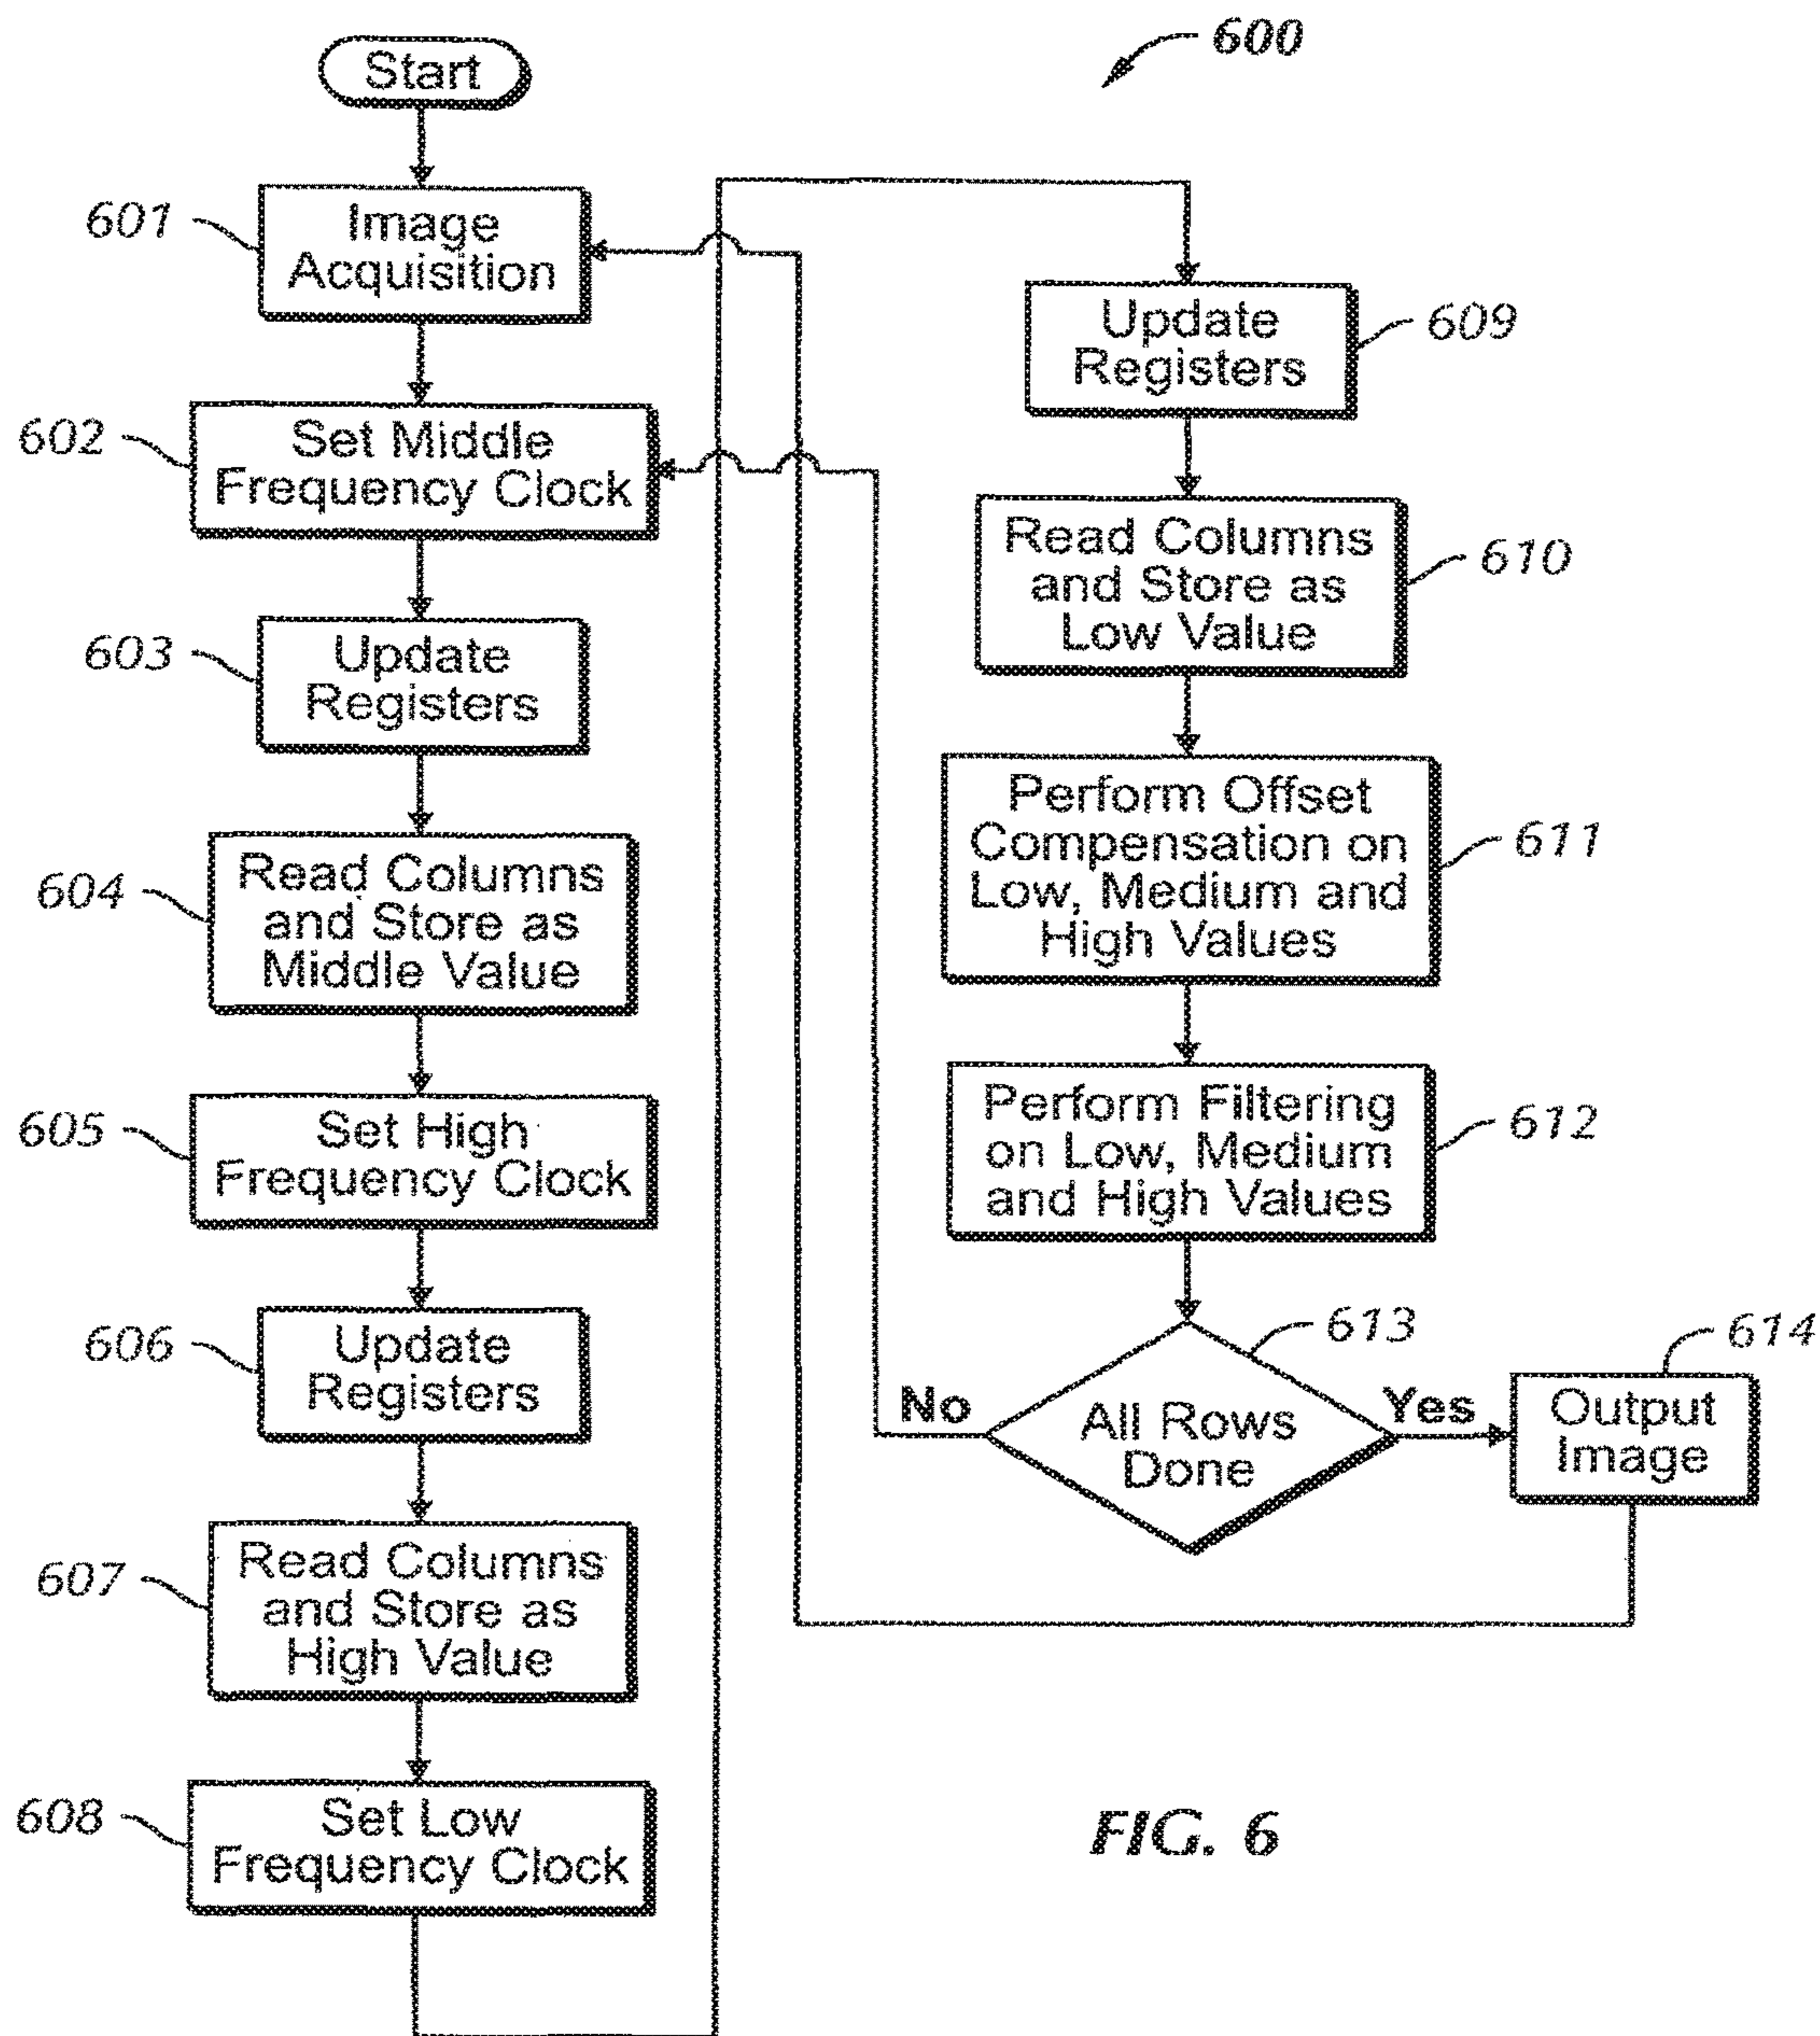 600
Start
601
Image
Acquisition
602
Set Middle
Frequency Clock
603
Update
Registers
604
Read Columns
and Store as
Middle Value
605
Set High
Frequency Clock
606
Update
Registers
607
Read Columns
and Store as
High Value
608
Set Low
Frequency Clock
Update
Registers
609
Read Columns
and Store as
Low Value
610
Perform Offset
Compensation on
Low, Medium and
High Values
611
Perform Filtering
on Low, Medium
and High Values
612
613
No
All Rows
Done
Yes
614
Output
Image
FIG. 6